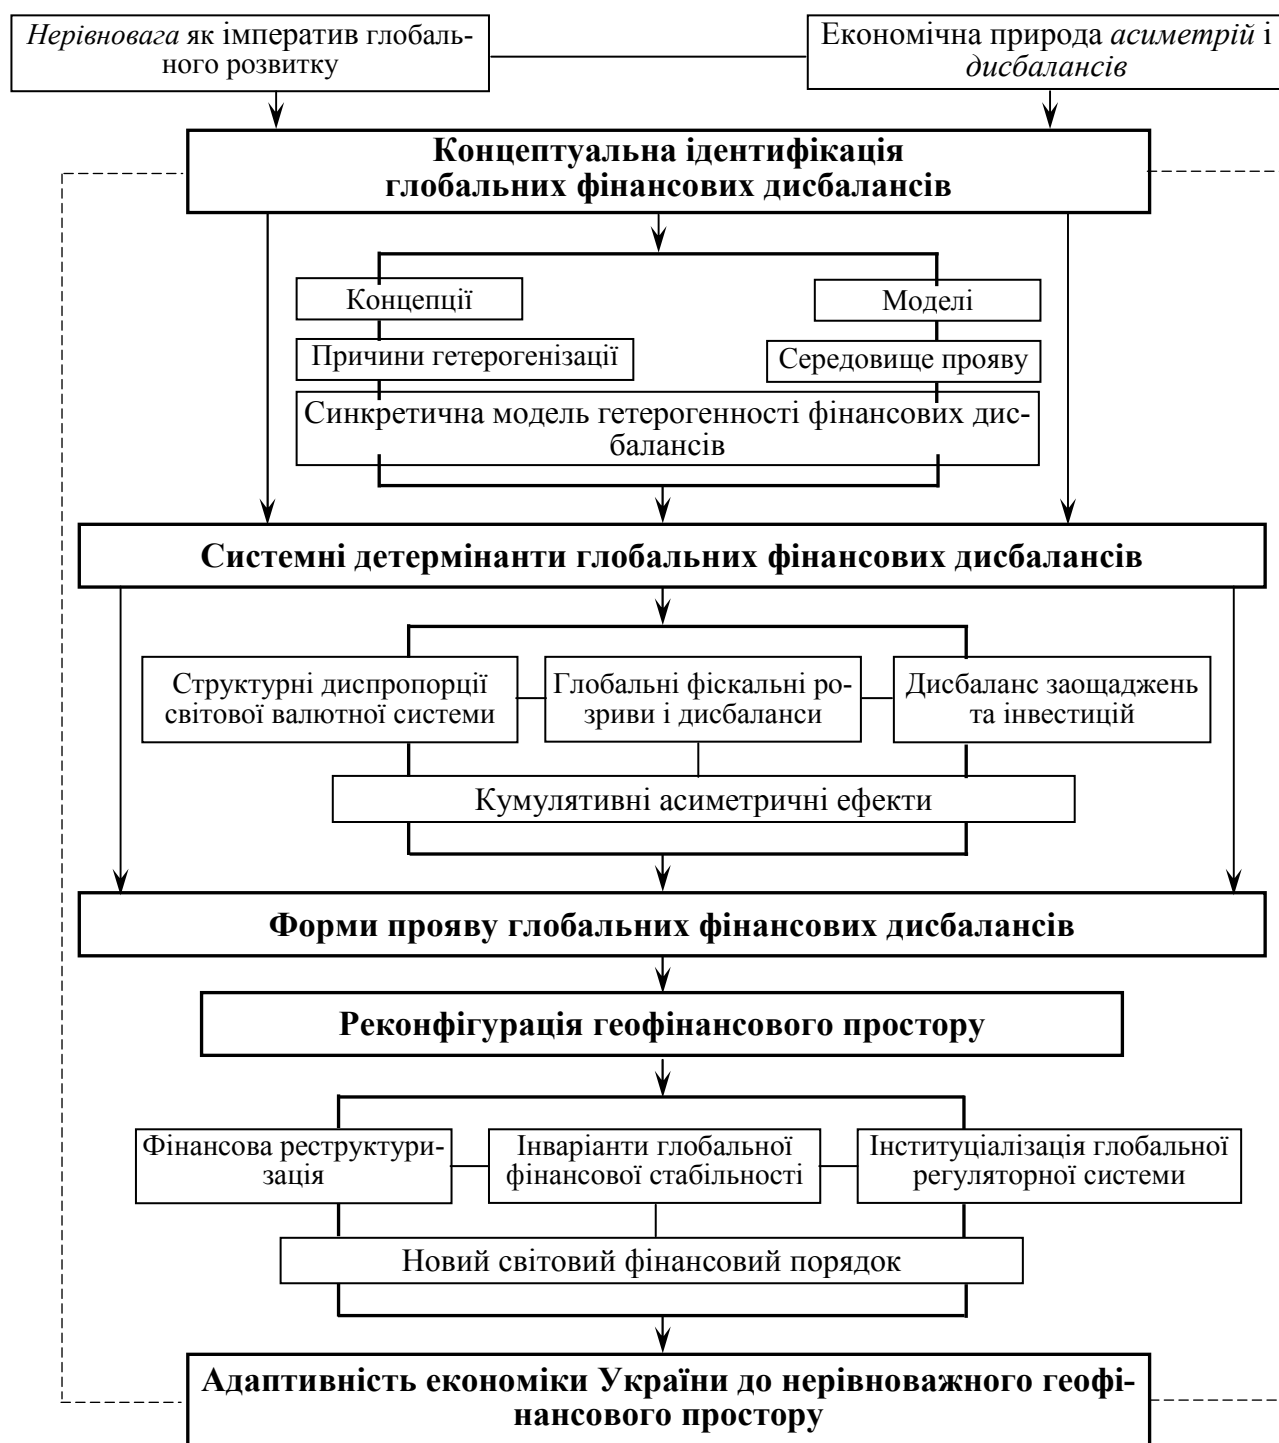 Нерівновага як імператив глобаль-
ного розвитку
Економічна природа асиметрій і
дисбалансів
Концептуальна ідентифікація
глобальних фінансових дисбалансів
Концепції
Моделі
Причини гетерогенізації
Середовище прояву
Синкретична модель гетерогенності фінансових дис-
балансів
Системні детермінанти глобальних фінансових дисбалансів
Структурні диспропорції
світової валютної системи
Глобальні фіскальні ро-
зриви і дисбаланси
Дисбаланс заощаджень
та інвестицій
Кумулятивні асиметричні ефекти
Форми прояву глобальних фінансових дисбалансів
Реконфігурація геофінансового простору
Фінансова реструктури-
зація
Інваріанти глобальної
фінансової стабільності
Інституціалізація глобальної
регуляторної системи
Новий світовий фінансовий порядок
Адаптивність економіки України до нерівноважного геофі-
нансового простору